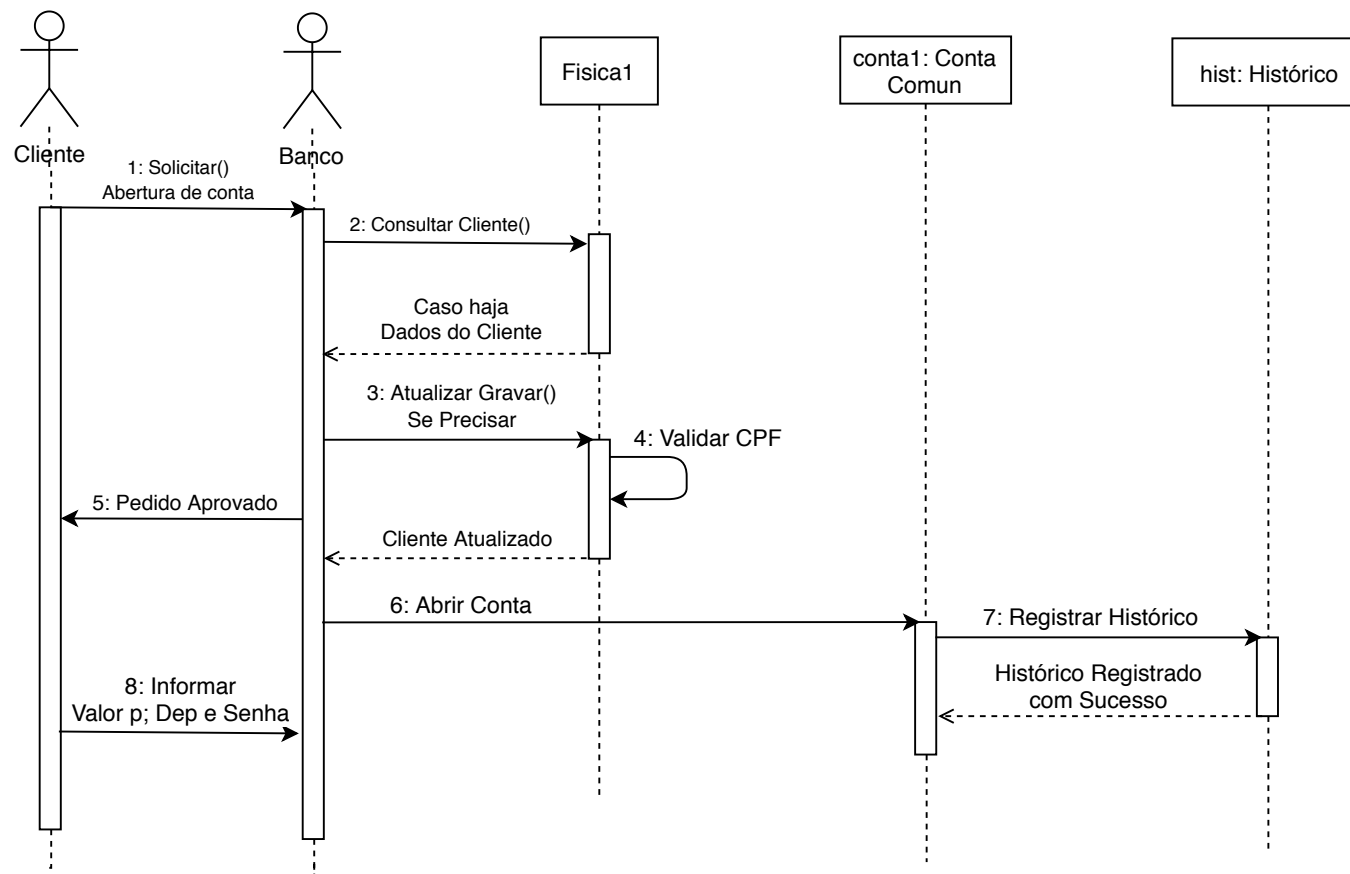 Fisica1
conta1: Conta
Comun
hist: Histórico
Cliente
Banco
1: Solicitar()
Abertura de conta
2: Consultar Cliente()
Caso haja
Dados do Cliente
3: Atualizar Gravar()
Se Precisar
4: Validar CPF
5: Pedido Aprovado
Cliente Atualizado
6: Abrir Conta
7: Registrar Histórico
Histórico Registrado
com Sucesso
8: Informar
Valor p; Dep e Senha